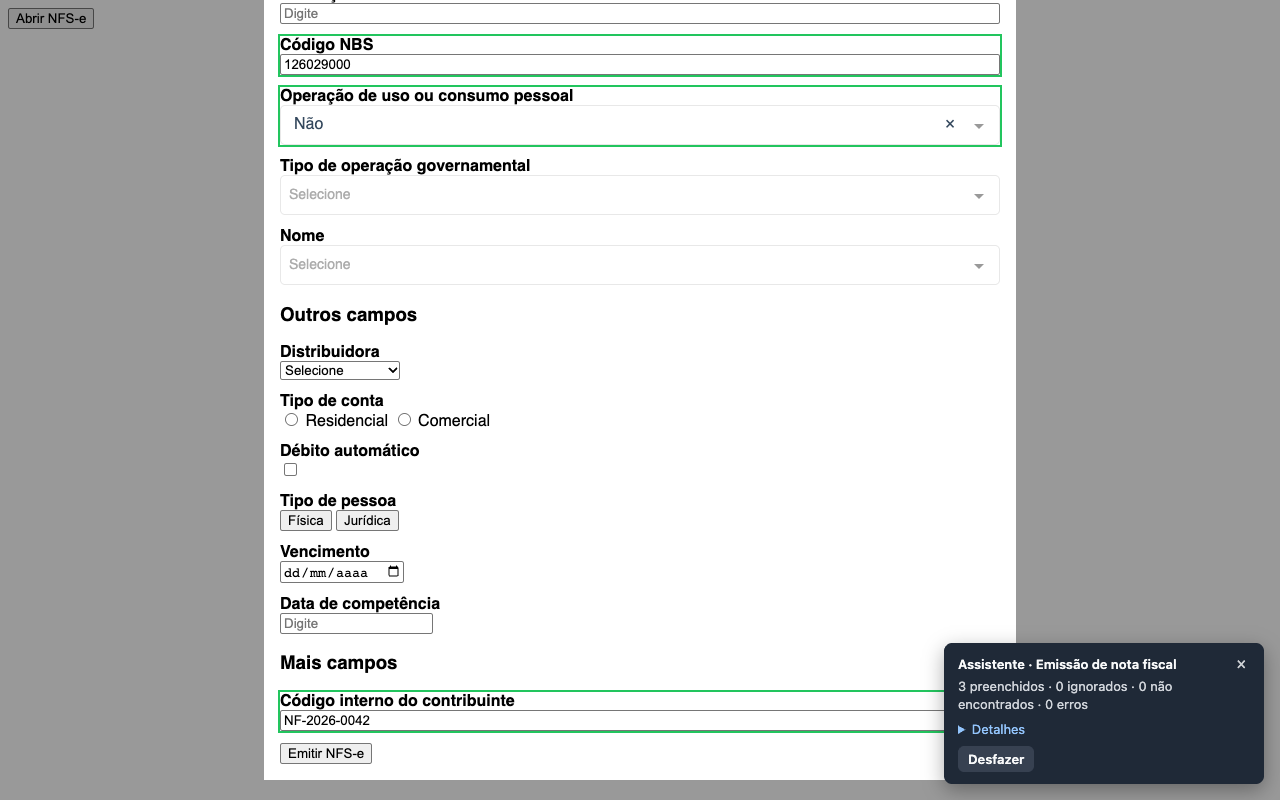 Abrir NFS-e
Digite
Código NBS
126029000
Operação de uso ou consumo pessoal
Não ×
Tipo de operação governamental
Selecione
Nome
Selecione
Outros campos
Distribuidora
Selecione
Tipo de conta
Residencial Comercial
Débito automático
Tipo de pessoa
Física Jurídica
Vencimento
dd/mm/aaaa
Data de competência
Digite
Mais campos
Código interno do contribuinte
NF-2026-0042
Emitir NFS-e
Assistente · Emissão de nota fiscal ×
3 preenchidos · 0 ignorados · 0 não
encontrados · 0 erros
Detalhes
Desfazer